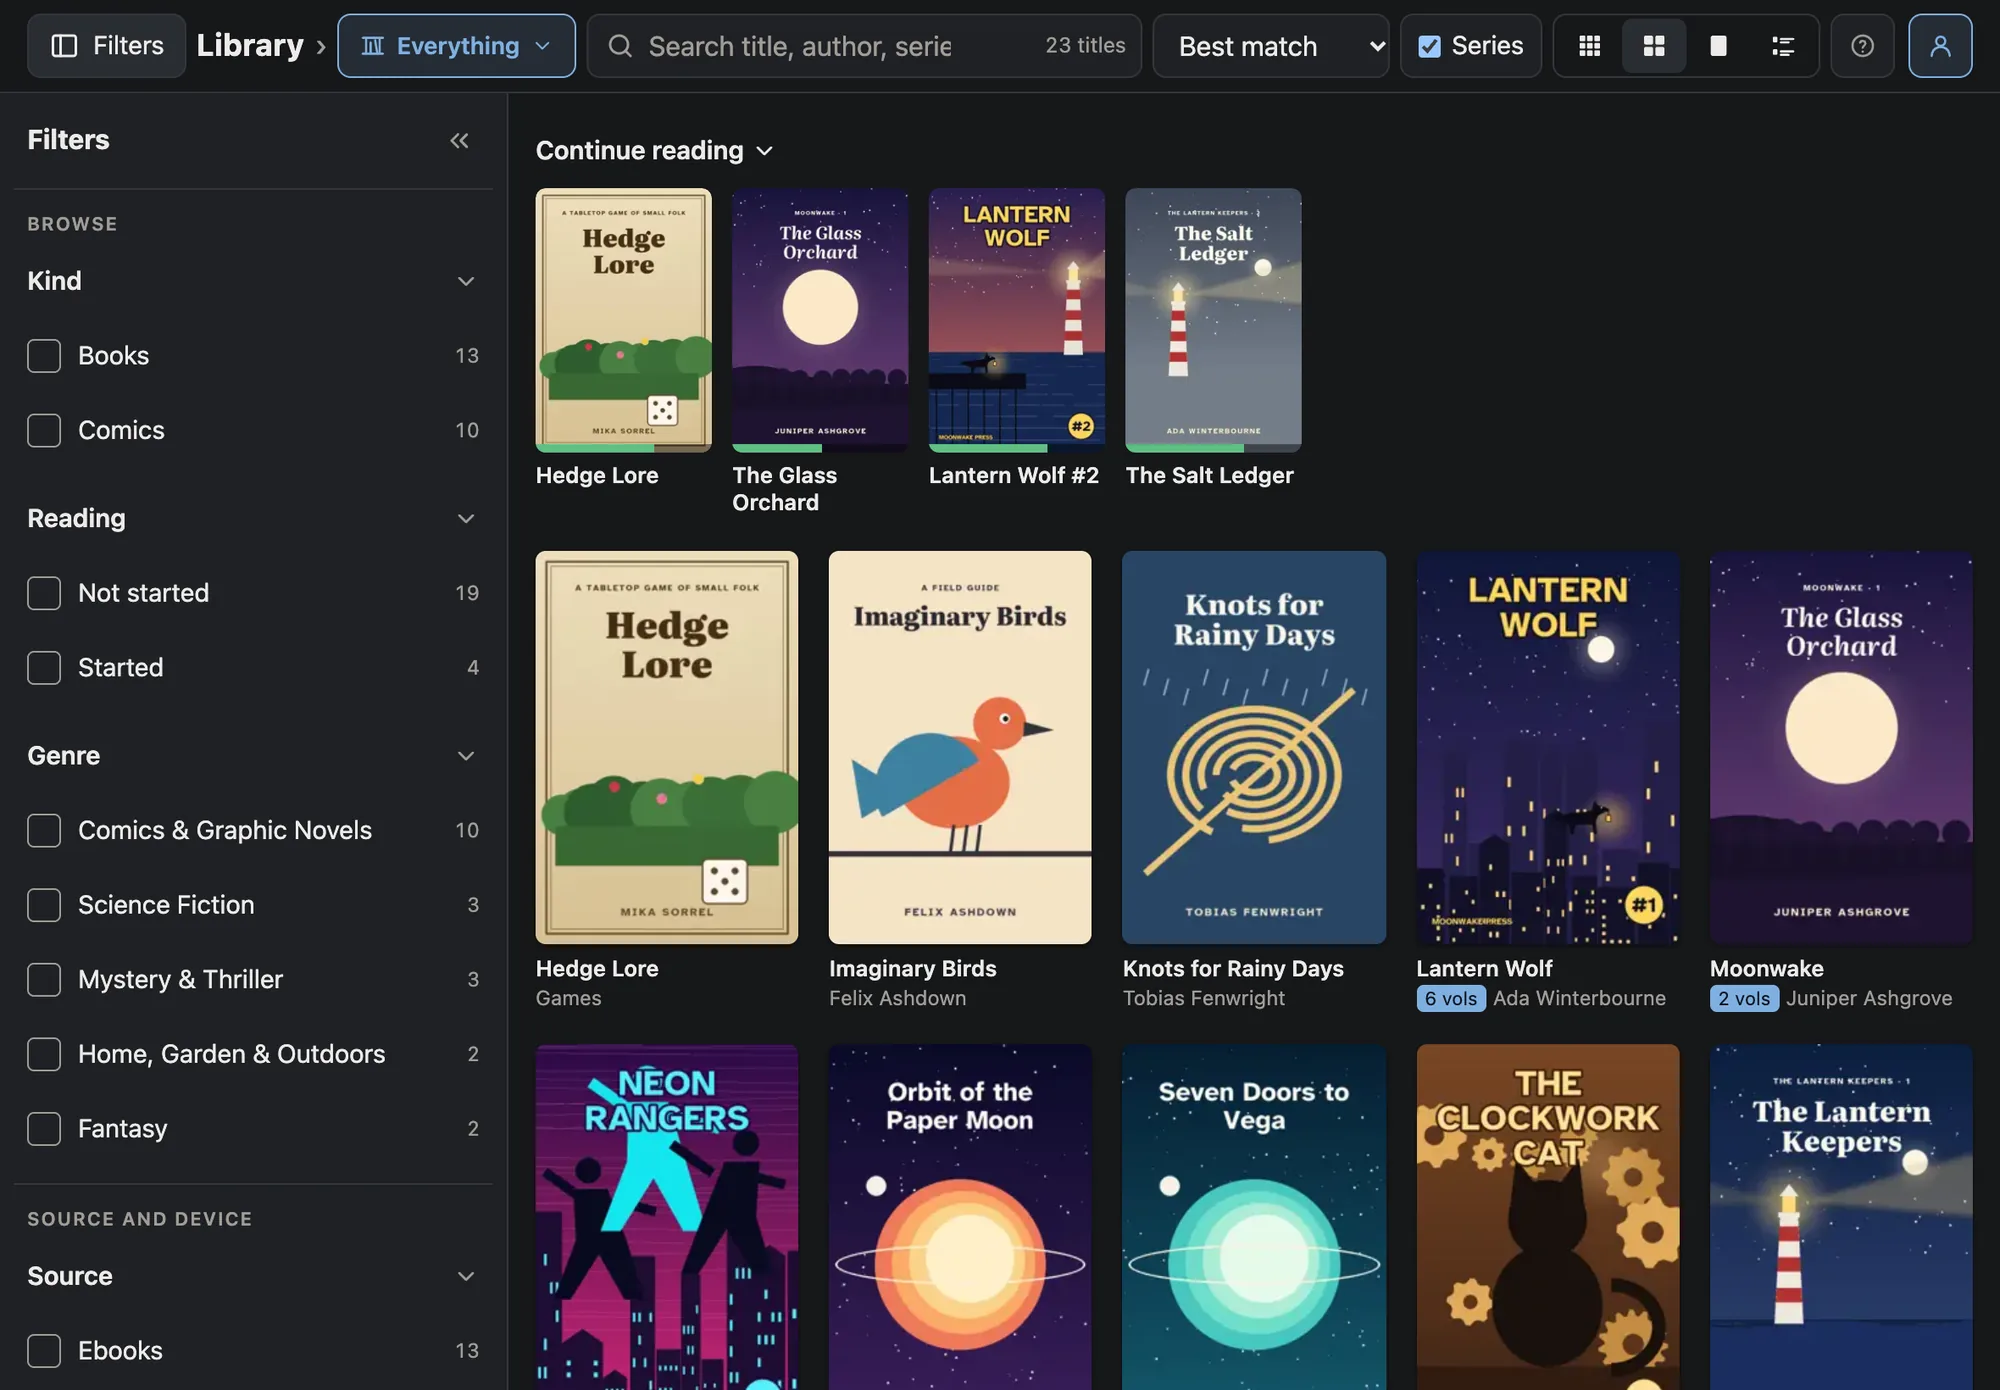 Filters
Library › Everything
Search title, author, serie
23 titles
Best match
Series
Filters
BROWSE
Kind
Books 13
Comics 10
Reading
Not started 19
Started 4
Genre
Comics & Graphic Novels 10
Science Fiction 3
Mystery & Thriller 3
Home, Garden & Outdoors 2
Fantasy 2
SOURCE AND DEVICE
Source
Ebooks 13
Continue reading
A TABLETOP GAME OF SMALL FOLK
Hedge
Lore
MIKA SORREL
Hedge Lore
MOONWAKE · 1
The Glass
Orchard
JUNIPER ASHGROVE
The Glass
Orchard
LANTERN
WOLF
#2
MOONWAKE PRESS
Lantern Wolf #2
THE LANTERN KEEPERS · 2
The Salt
Ledger
ADA WINTERBOURNE
The Salt Ledger
A TABLETOP GAME OF SMALL FOLK
Hedge
Lore
MIKA SORREL
Hedge Lore
Games
A FIELD GUIDE
Imaginary Birds
FELIX ASHDOWN
Imaginary Birds
Felix Ashdown
Knots for
Rainy Days
TOBIAS FENWRIGHT
Knots for Rainy Days
Tobias Fenwright
LANTERN
WOLF
#1
MOONWAKE PRESS
Lantern Wolf
6 vols Ada Winterbourne
MOONWAKE · 1
The Glass
Orchard
JUNIPER ASHGROVE
Moonwake
2 vols Juniper Ashgrove
NEON
RANGERS
Orbit of the
Paper Moon
Seven Doors to
Vega
THE
CLOCKWORK
CAT
THE LANTERN KEEPERS · 1
The Lantern
Keepers